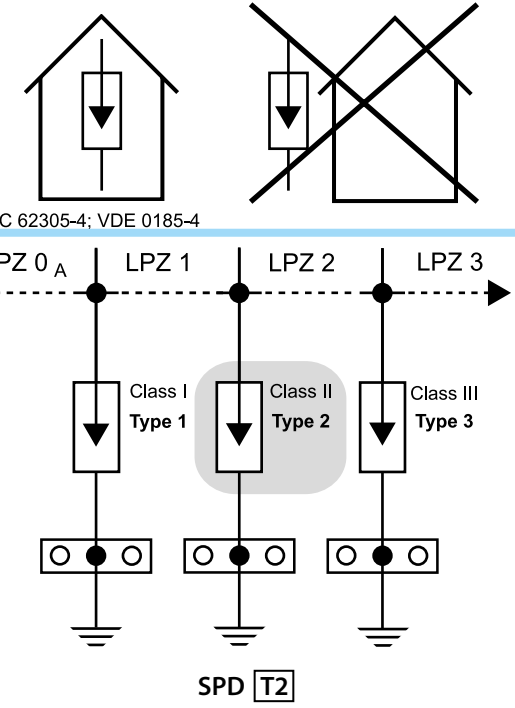 C 62305-4; VDE 0185-4
PZ 0 A LPZ 1 LPZ 2 LPZ 3
Class I Class II Class III
Type 1 Type 2 Type 3
SPD T2